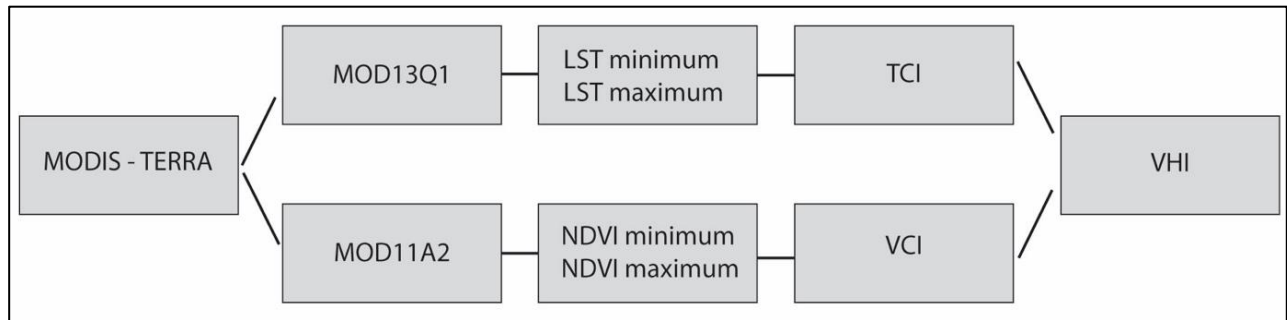 MODIS - TERRA
MOD13Q1
LST minimum
LST maximum
TCI
MOD11A2
NDVI minimum
NDVI maximum
VCI
VHI